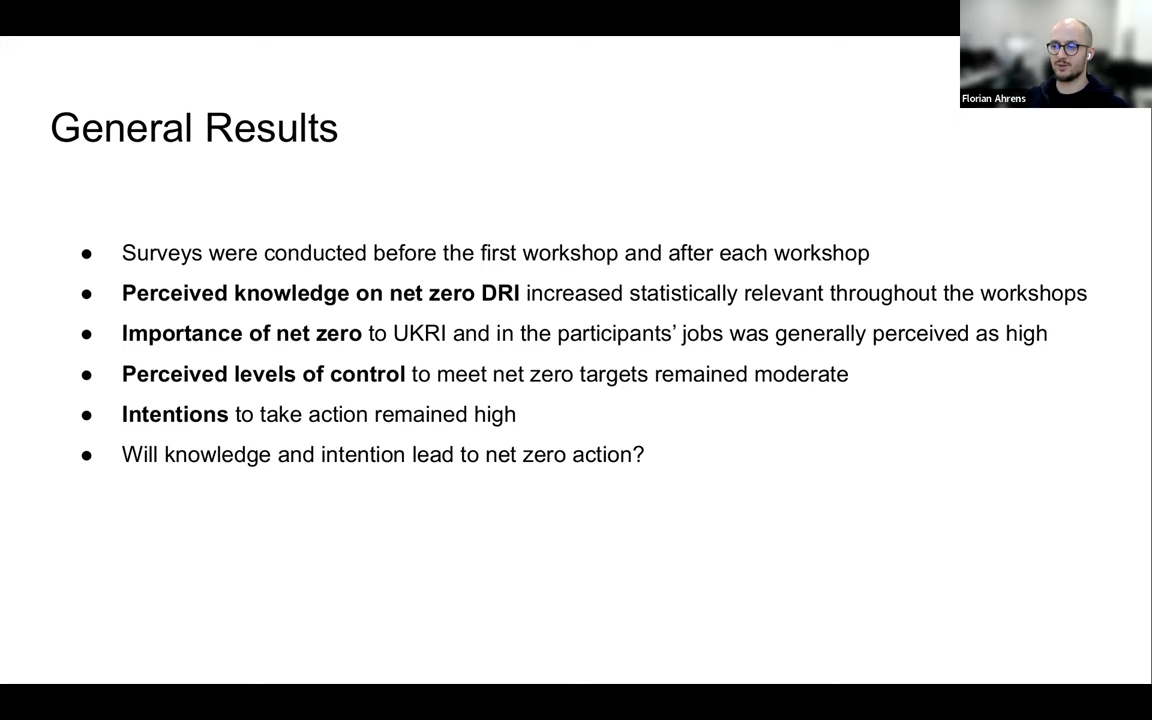 Florian Ahrens
General Results
● Surveys were conducted before the first workshop and after each workshop
● Perceived knowledge on net zero DRI increased statistically relevant throughout the workshops
● Importance of net zero to UKRI and in the participants’ jobs was generally perceived as high
● Perceived levels of control to meet net zero targets remained moderate
● Intentions to take action remained high
● Will knowledge and intention lead to net zero action?